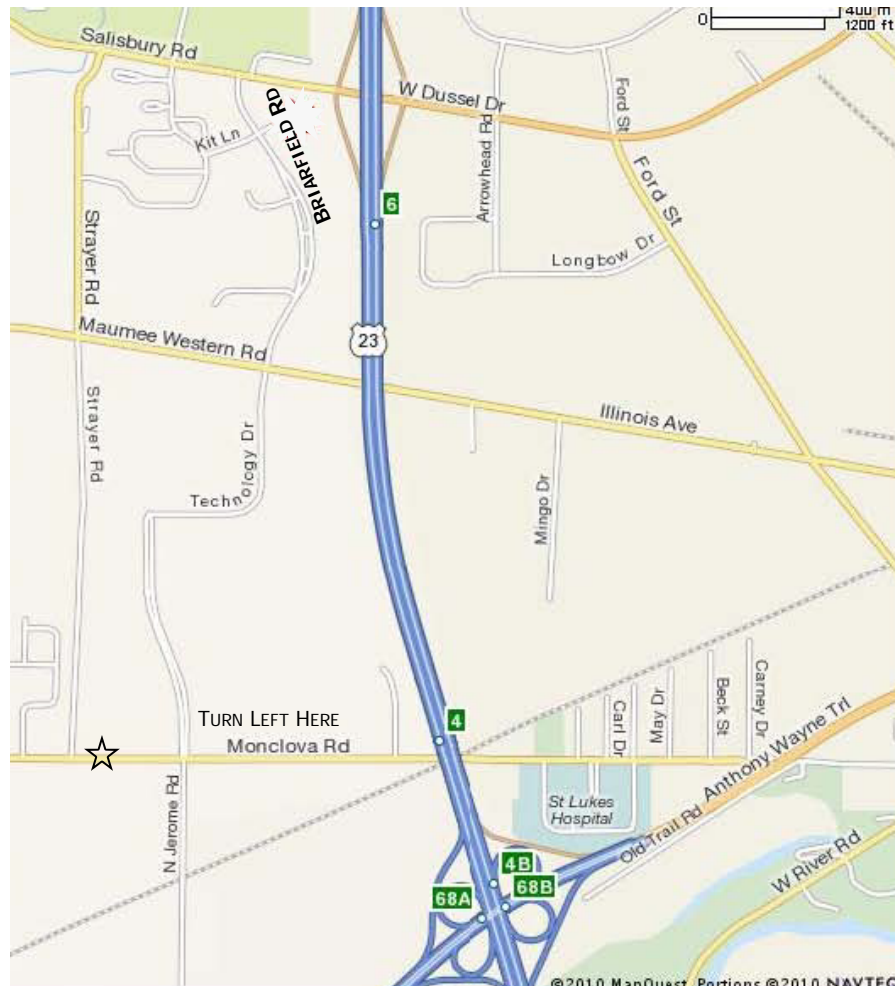 400 m
0
1200 ft
Salisbury Rd
W Dussel Dr
BRIARFIELD RD
Kit Ln
Ford St
Arrowhead Rd
Ford St
6
Strayer Rd
Longbow Dr
Maumee Western Rd
23
Strayer Rd
Illinois Ave
Technology Dr
Mingo Dr
TURN LEFT HERE
4
Monclova Rd
Carl Dr
May Dr
Beck St
Carney Dr
Anthony Wayne Trl
N Jerome Rd
St Lukes
Hospital
Old Trail Rd
W River Rd
4B
68B
68A
©2010 MapQuest Portions ©2010 NAVTEQ